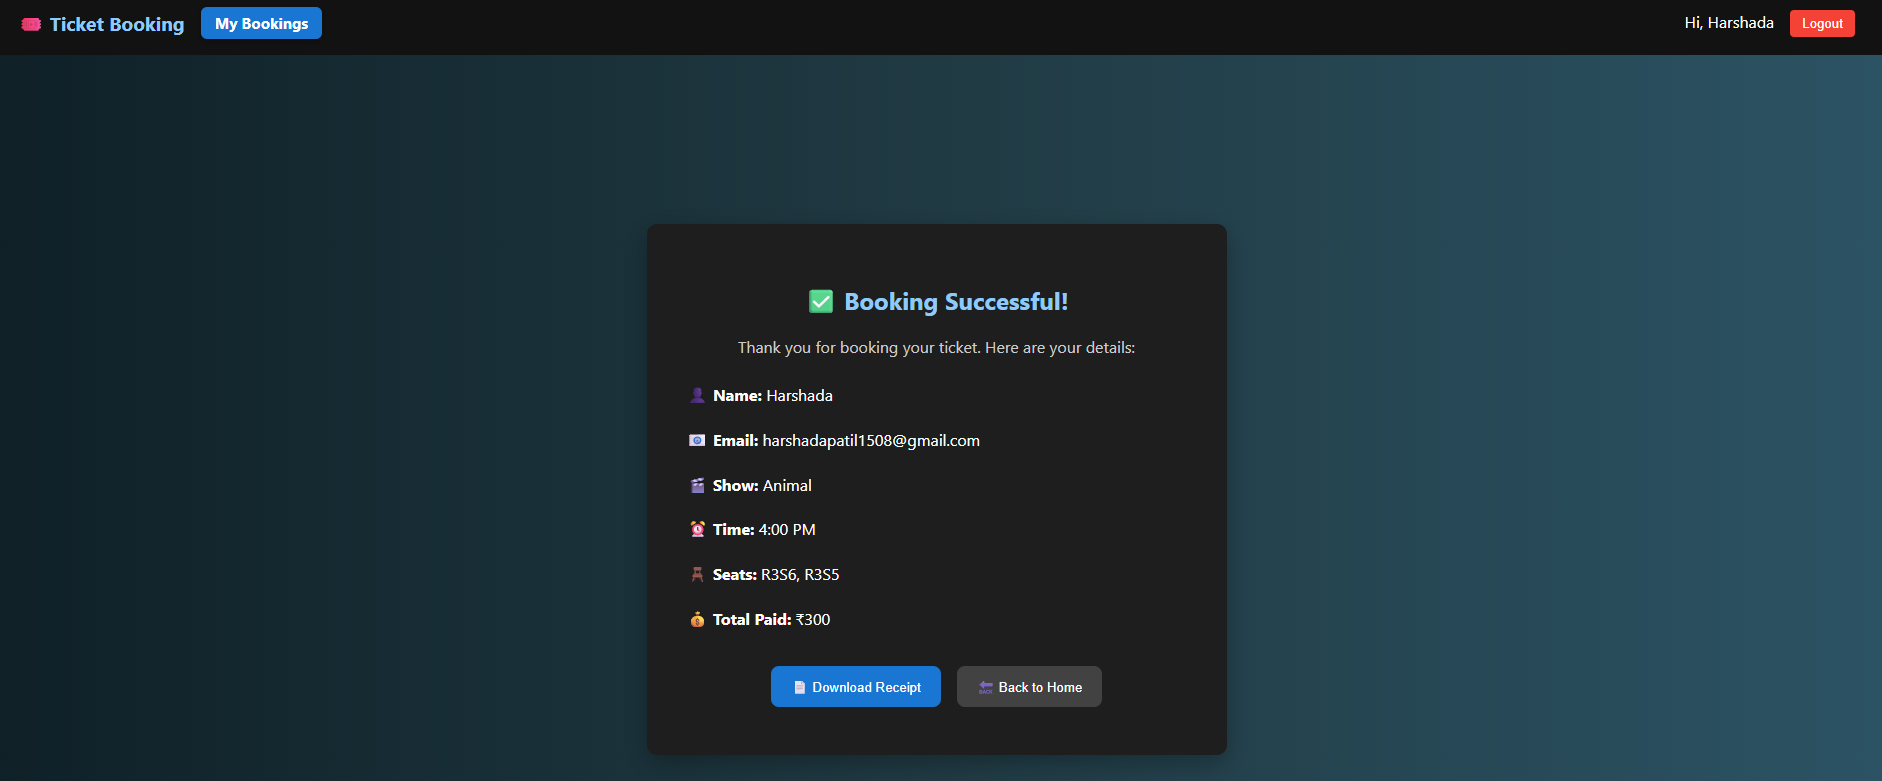 Ticket Booking My Bookings Hi, Harshada Logout
Booking Successful!
Thank you for booking your ticket. Here are your details:
Name: Harshada
Email: harshadapatil1508@gmail.com
Show: Animal
Time: 4:00 PM
Seats: R3S6, R3S5
Total Paid: ₹300
Download Receipt BACK Back to Home